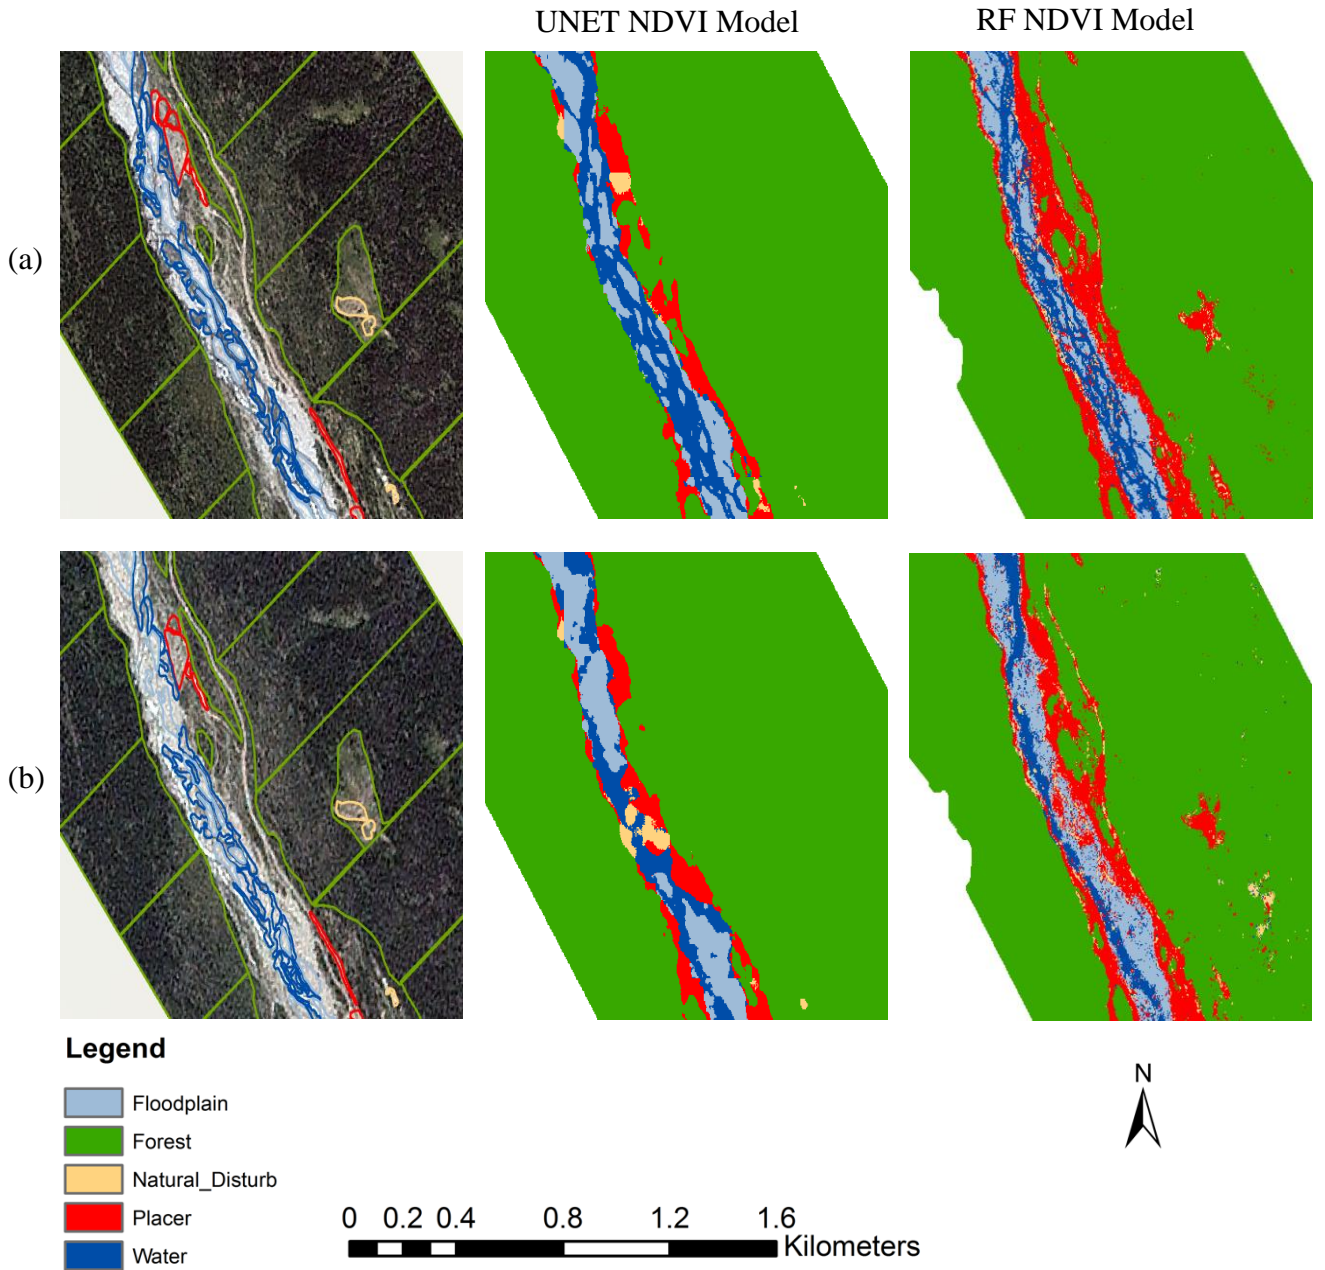 UNET NDVI Model
RF NDVI Model
(a)
(b)
Legend
Floodplain
Forest
Natural_Disturb
Placer
Water
N
0 0.2 0.4 0.8 1.2 1.6
Kilometers